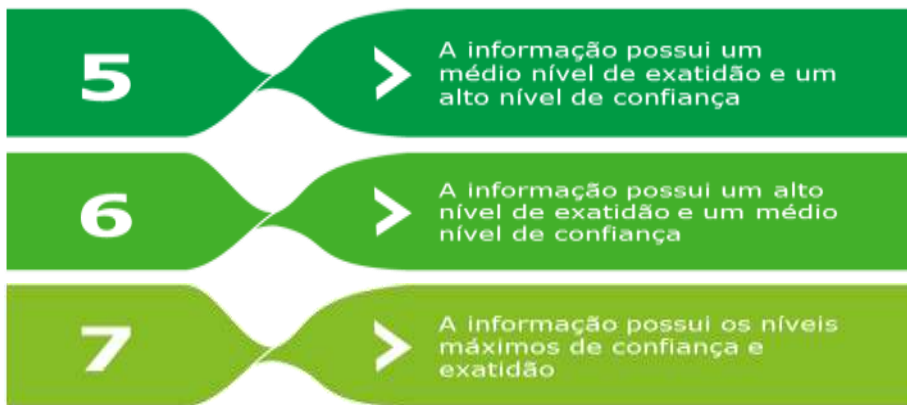 5
A informação possui um
médio nível de exatidão e um
alto nível de confiança
6
A informação possui um alto
nível de exatidão e um médio
nível de confiança
7
A informação possui os níveis
máximos de confiança e
exatidão